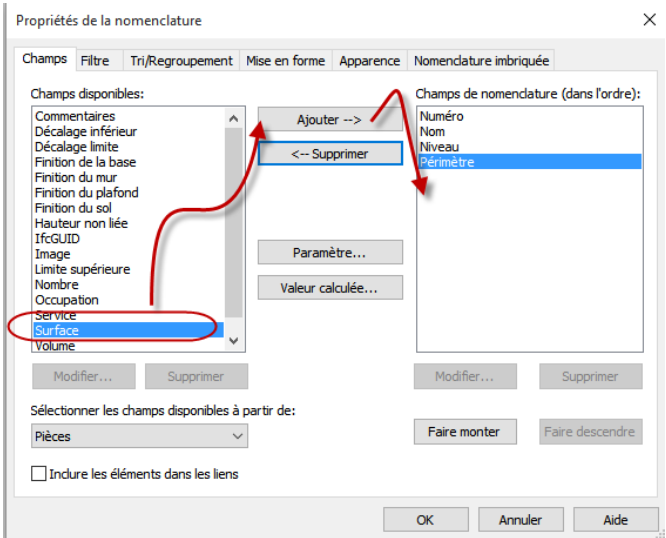 Propriétés de la nomenclature
Champs Filtre Tri/Regroupement Mise en forme Apparence Nomenclature imbriquée
Champs disponibles:
Commentaires
Décalage inférieur
Décalage limite
Finition de la base
Finition du mur
Finition du plafond
Finition du sol
Hauteur non liée
IfcGUID
Image
Limite supérieure
Nombre
Occupation
Service
Surface
Volume
Modifier... Supprimer
Ajouter -->
<-- Supprimer
Paramètre...
Valeur calculée...
Champs de nomenclature (dans l'ordre):
Numéro
Nom
Niveau
Périmètre
Modifier... Supprimer
Sélectionner les champs disponibles à partir de:
Pièces
Faire monter Faire descendre
Inclure les éléments dans les liens
OK Annuler Aide